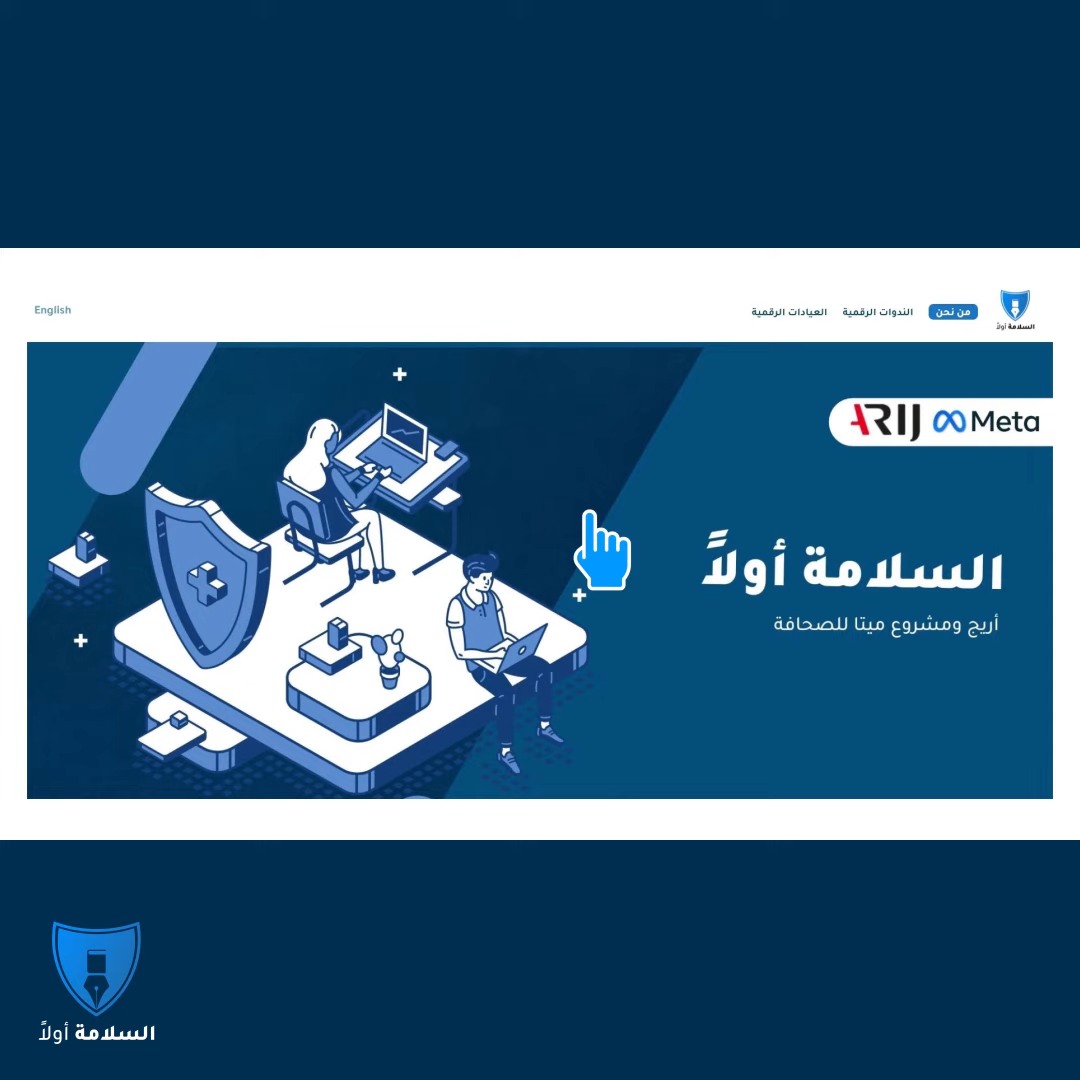 السلامة أولاً
من نحن
الندوات الرقمية
العيادات الرقمية
English
ARIJ Meta
السلامة أولاً
أريج ومشروع ميتا للصحافة
السلامة أولاً